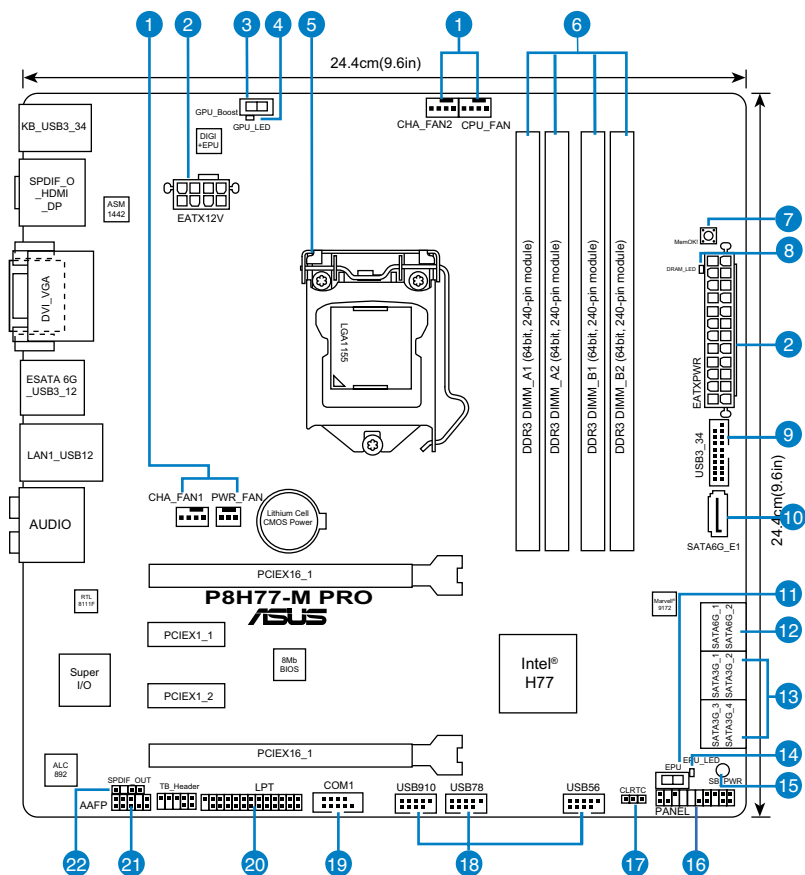 1
2
3
4
5
1
6
24.4cm(9.6in)
KB_USB3_34
GPU_Boost
GPU_LED
DIGI
+EPU
CHA_FAN2
CPU_FAN
SPDIF_O
_HDMI
_DP
ASM
1442
EATX12V
DVI_VGA
LGA1155
DDR3 DIMM_A1 (64bit, 240-pin module)
DDR3 DIMM_A2 (64bit, 240-pin module)
DDR3 DIMM_B1 (64bit, 240-pin module)
DDR3 DIMM_B2 (64bit, 240-pin module)
7
MemOK!
8
DRAM_LED
2
EATXPWR
ESATA 6G
_USB3_12
LAN1_USB12
9
USB3_34
24.4cm(9.6in)
1
CHA_FAN1
PWR_FAN
AUDIO
Lithium Cell
CMOS Power
10
SATA6G_E1
PCIEX16_1
P8H77-M PRO
ASUS
RTL
8111F
Marvell®
9172
11
SATA6G_1
SATA6G_2
12
PCIEX1_1
8Mb
BIOS
Intel®
H77
SATA3G_1
SATA3G_2
13
Super
I/O
PCIEX1_2
SATA3G_3
SATA3G_4
PCIEX16_1
ALC
892
EPU_LED
14
EPU
SB_PWR
15
SPDIF_OUT
AAFP
TB_Header
LPT
COM1
USB910
USB78
USB56
CLRTC
PANEL
22
21
20
19
18
17
16